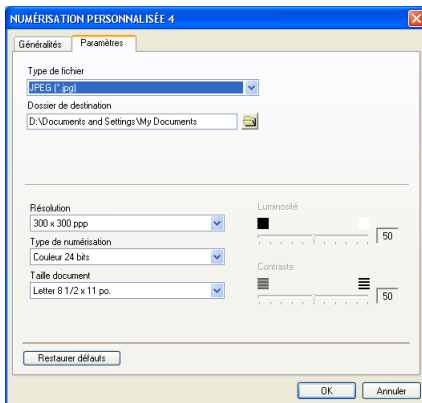 NUMÉRISATION PERSONNALISÉE 4
Généralités Paramètres
Type de fichier
JPEG (*.jpg)
Dossier de destination
D:\Documents and Settings\My Documents
Résolution
300 x 300 ppp
Type de numérisation
Couleur 24 bits
Taille document
Letter 8 1/2 x 11 po.
Luminosité
50
Contraste
50
Restaurer défauts
OK Annuler